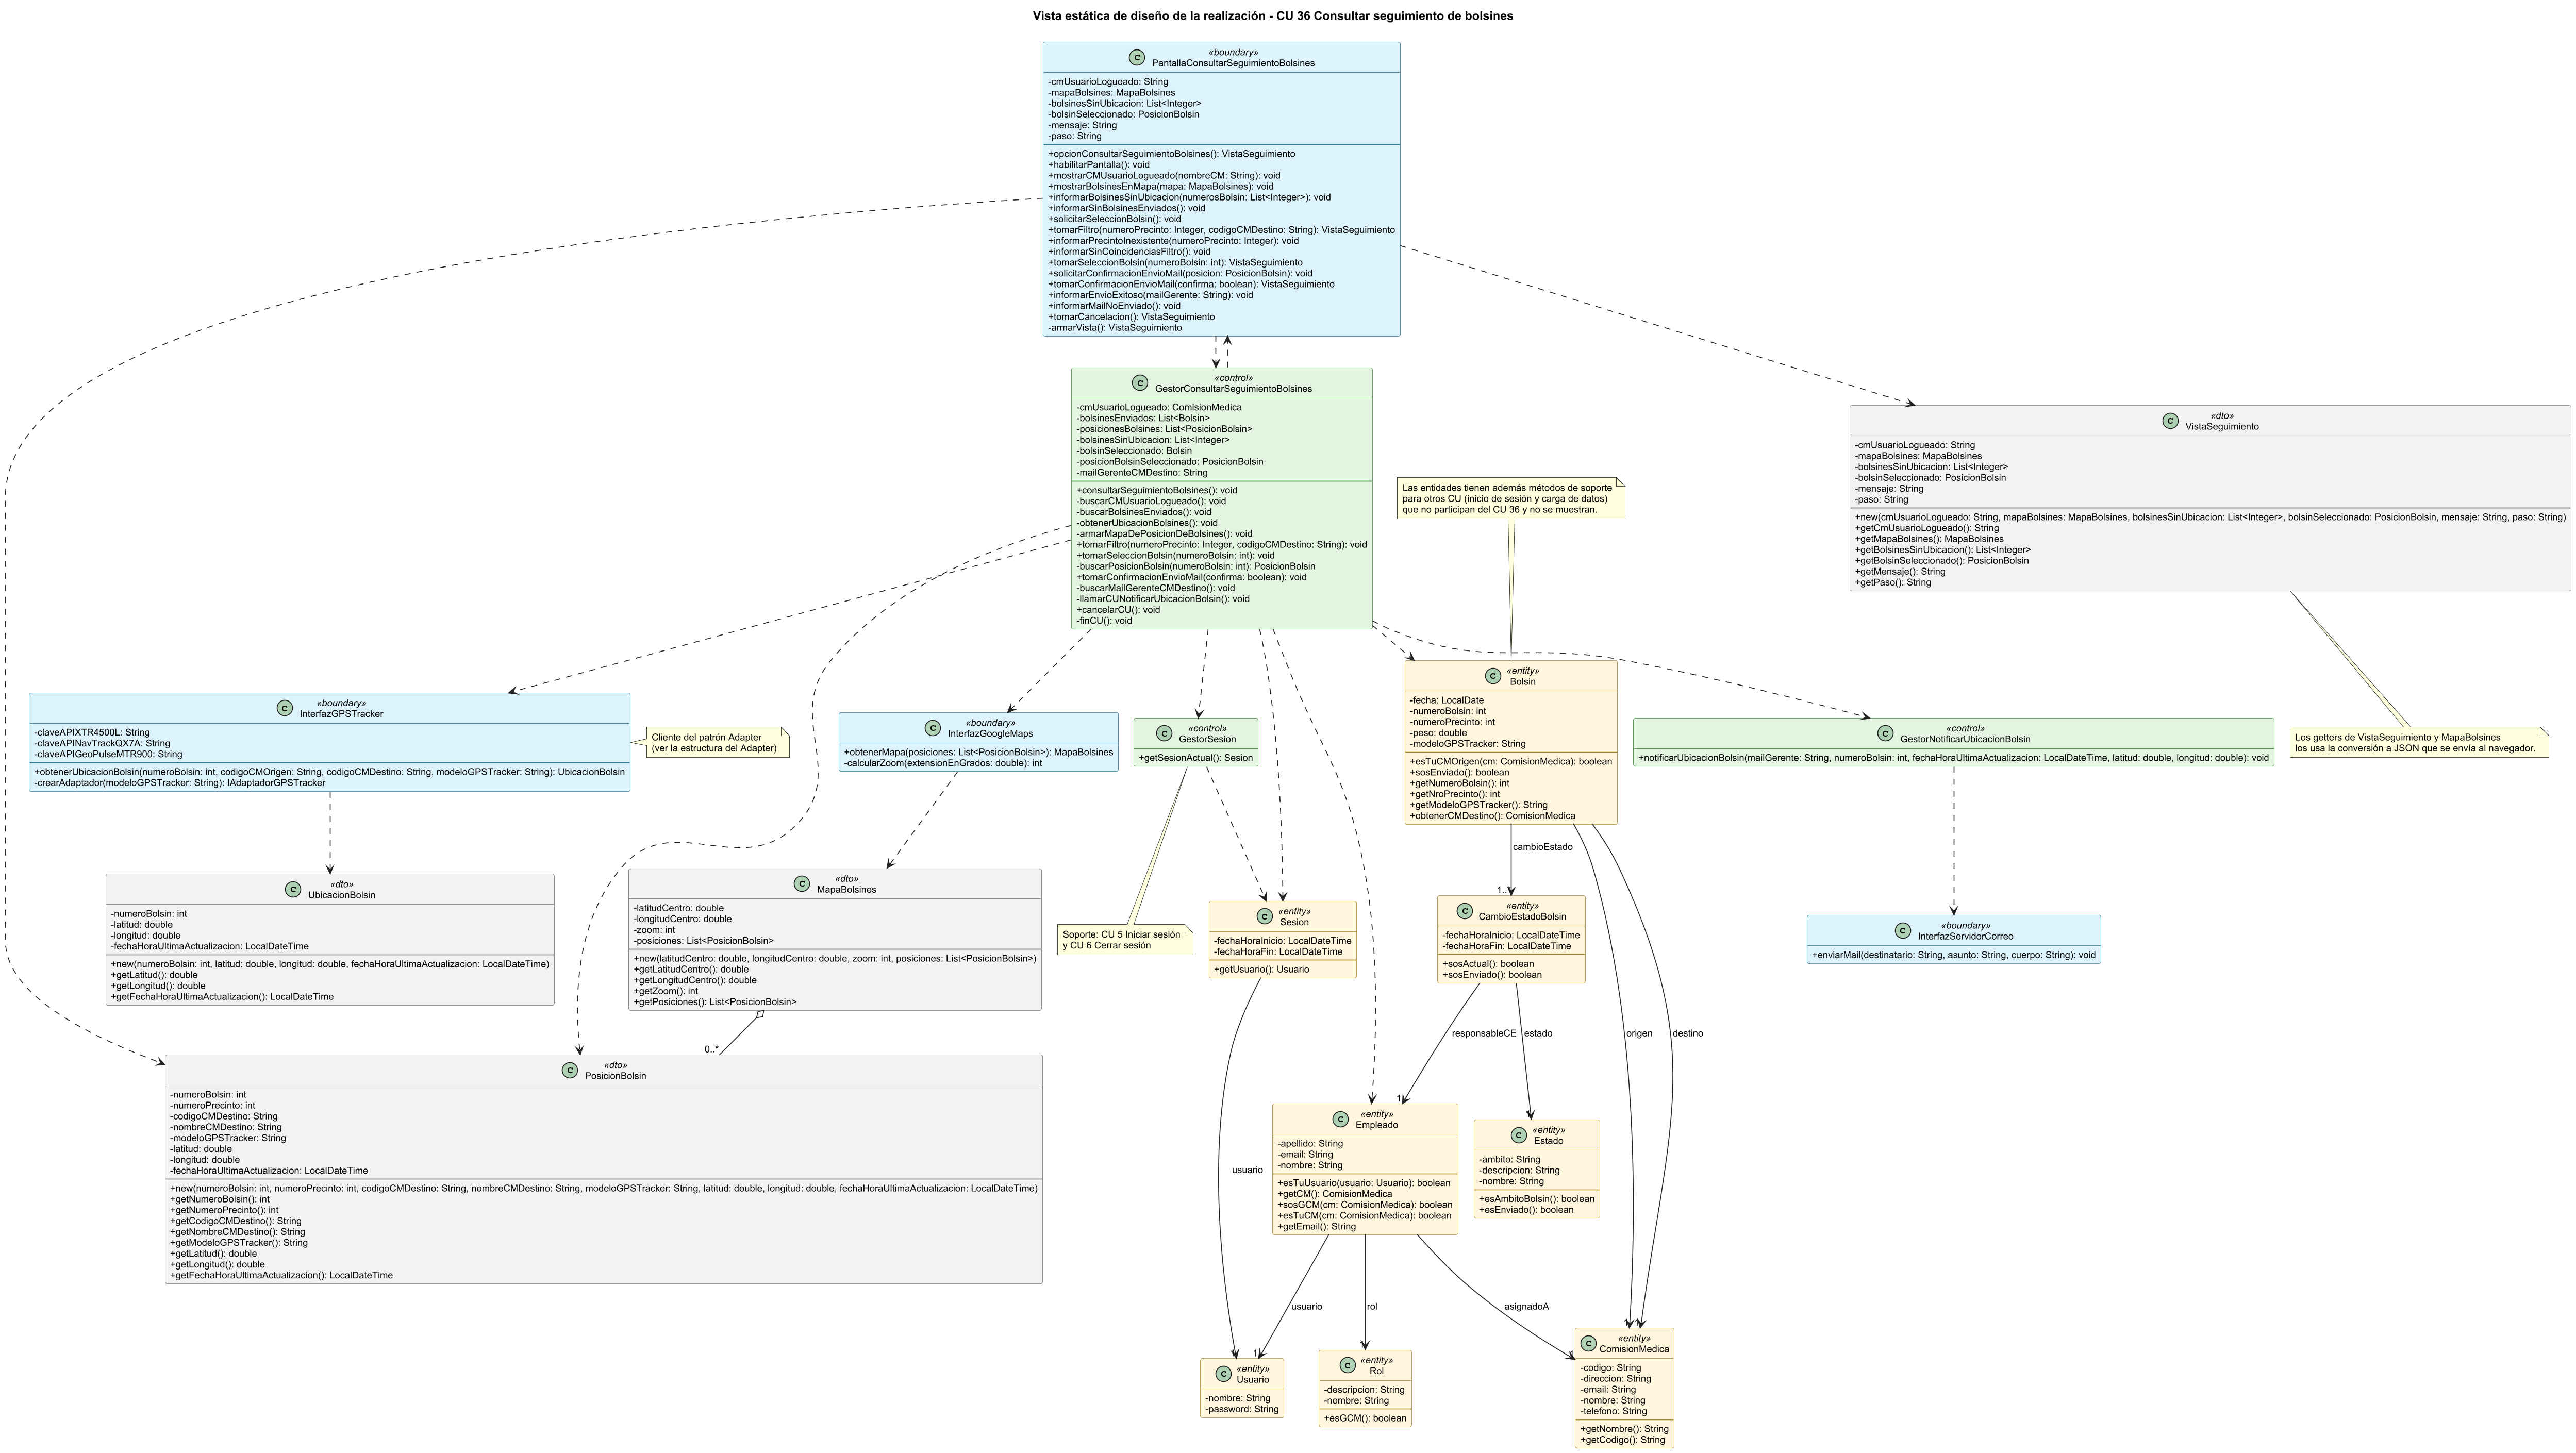 Vista estática de diseño de la realización - CU 36 Consultar seguimiento de bolsines
«boundary»
PantallaConsultarSeguimientoBolsines
-cmUsuarioLogueado: String
-mapaBolsines: MapaBolsines
-bolsinesSinUbicacion: List<Integer>
-bolsinSeleccionado: PosicionBolsin
-mensaje: String
-paso: String
+opcionConsultarSeguimientoBolsines(): VistaSeguimiento
+habilitarPantalla(): void
+mostrarCMUsuarioLogueado(nombreCM: String): void
+mostrarBolsinesEnMapa(mapa: MapaBolsines): void
+informarBolsinesSinUbicacion(numerosBolsin: List<Integer>): void
+informarSinBolsinesEnviados(): void
+solicitarSeleccionBolsin(): void
+tomarFiltro(numeroPrecinto: Integer, codigoCMDestino: String): VistaSeguimiento
+informarPrecintoInexistente(numeroPrecinto: Integer): void
+informarSinCoincidenciasFiltro(): void
+tomarSeleccionBolsin(numeroBolsin: int): VistaSeguimiento
+solicitarConfirmacionEnvioMail(posicion: PosicionBolsin): void
+tomarConfirmacionEnvioMail(confirma: boolean): VistaSeguimiento
+informarEnvioExitoso(mailGerente: String): void
+informarMailNoEnviado(): void
+tomarCancelacion(): VistaSeguimiento
-armarVista(): VistaSeguimiento
«control»
GestorConsultarSeguimientoBolsines
-cmUsuarioLogueado: ComisionMedica
-bolsinesEnviados: List<Bolsin>
-posicionesBolsines: List<PosicionBolsin>
-bolsinesSinUbicacion: List<Integer>
-bolsinSeleccionado: Bolsin
-posicionBolsinSeleccionado: PosicionBolsin
-mailGerenteCMDestino: String
+consultarSeguimientoBolsines(): void
-buscarCMUsuarioLogueado(): void
-buscarBolsinesEnviados(): void
-obtenerUbicacionBolsines(): void
-armarMapaDePosicionDeBolsines(): void
+tomarFiltro(numeroPrecinto: Integer, codigoCMDestino: String): void
+tomarSeleccionBolsin(numeroBolsin: int): void
-buscarPosicionBolsin(numeroBolsin: int): PosicionBolsin
+tomarConfirmacionEnvioMail(confirma: boolean): void
-buscarMailGerenteCMDestino(): void
-llamarCUNotificarUbicacionBolsin(): void
+cancelarCU(): void
-finCU(): void
«dto»
VistaSeguimiento
-cmUsuarioLogueado: String
-mapaBolsines: MapaBolsines
-bolsinesSinUbicacion: List<Integer>
-bolsinSeleccionado: PosicionBolsin
-mensaje: String
-paso: String
+new(cmUsuarioLogueado: String, mapaBolsines: MapaBolsines, bolsinesSinUbicacion: List<Integer>, bolsinSeleccionado: PosicionBolsin, mensaje: String, paso: String)
+getCmUsuarioLogueado(): String
+getMapaBolsines(): MapaBolsines
+getBolsinesSinUbicacion(): List<Integer>
+getBolsinSeleccionado(): PosicionBolsin
+getMensaje(): String
+getPaso(): String
Las entidades tienen además métodos de soporte
para otros CU (inicio de sesión y carga de datos)
que no participan del CU 36 y no se muestran.
«boundary»
InterfazGPSTracker
-claveAPIXTR4500L: String
-claveAPINavTrackQX7A: String
-claveAPIGeoPulseMTR900: String
+obtenerUbicacionBolsin(numeroBolsin: int, codigoCMOrigen: String, codigoCMDestino: String, modeloGPSTracker: String): UbicacionBolsin
-crearAdaptador(modeloGPSTracker: String): IAdaptadorGPSTracker
Cliente del patrón Adapter
(ver la estructura del Adapter)
«boundary»
InterfazGoogleMaps
+obtenerMapa(posiciones: List<PosicionBolsin>): MapaBolsines
-calcularZoom(extensionEnGrados: double): int
«control»
GestorSesion
+getSesionActual(): Sesion
«entity»
Bolsin
-fecha: LocalDate
-numeroBolsin: int
-numeroPrecinto: int
-peso: double
-modeloGPSTracker: String
+esTuCMOrigen(cm: ComisionMedica): boolean
+sosEnviado(): boolean
+getNumeroBolsin(): int
+getNroPrecinto(): int
+getModeloGPSTracker(): String
+obtenerCMDestino(): ComisionMedica
«control»
GestorNotificarUbicacionBolsin
+notificarUbicacionBolsin(mailGerente: String, numeroBolsin: int, fechaHoraUltimaActualizacion: LocalDateTime, latitud: double, longitud: double): void
Los getters de VistaSeguimiento y MapaBolsines
los usa la conversión a JSON que se envía al navegador.
cambioEstado
1..
«dto»
UbicacionBolsin
-numeroBolsin: int
-latitud: double
-longitud: double
-fechaHoraUltimaActualizacion: LocalDateTime
+new(numeroBolsin: int, latitud: double, longitud: double, fechaHoraUltimaActualizacion: LocalDateTime)
+getLatitud(): double
+getLongitud(): double
+getFechaHoraUltimaActualizacion(): LocalDateTime
«dto»
MapaBolsines
-latitudCentro: double
-longitudCentro: double
-zoom: int
-posiciones: List<PosicionBolsin>
+new(latitudCentro: double, longitudCentro: double, zoom: int, posiciones: List<PosicionBolsin>)
+getLatitudCentro(): double
+getLongitudCentro(): double
+getZoom(): int
+getPosiciones(): List<PosicionBolsin>
0..*
Soporte: CU 5 Iniciar sesión
y CU 6 Cerrar sesión
«entity»
Sesion
-fechaHoraInicio: LocalDateTime
-fechaHoraFin: LocalDateTime
+getUsuario(): Usuario
«entity»
CambioEstadoBolsin
-fechaHoraInicio: LocalDateTime
-fechaHoraFin: LocalDateTime
+sosActual(): boolean
+sosEnviado(): boolean
«boundary»
InterfazServidorCorreo
+enviarMail(destinatario: String, asunto: String, cuerpo: String): void
responsableCE
estado
origen
destino
1
«dto»
PosicionBolsin
-numeroBolsin: int
-numeroPrecinto: int
-codigoCMDestino: String
-nombreCMDestino: String
-modeloGPSTracker: String
-latitud: double
-longitud: double
-fechaHoraUltimaActualizacion: LocalDateTime
+new(numeroBolsin: int, numeroPrecinto: int, codigoCMDestino: String, nombreCMDestino: String, modeloGPSTracker: String, latitud: double, longitud: double, fechaHoraUltimaActualizacion: LocalDateTime)
+getNumeroBolsin(): int
+getNumeroPrecinto(): int
+getCodigoCMDestino(): String
+getNombreCMDestino(): String
+getModeloGPSTracker(): String
+getLatitud(): double
+getLongitud(): double
+getFechaHoraUltimaActualizacion(): LocalDateTime
usuario
«entity»
Empleado
-apellido: String
-email: String
-nombre: String
+esTuUsuario(usuario: Usuario): boolean
+getCM(): ComisionMedica
+sosGCM(cm: ComisionMedica): boolean
+esTuCM(cm: ComisionMedica): boolean
+getEmail(): String
«entity»
Estado
-ambito: String
-descripcion: String
-nombre: String
+esAmbitoBolsin(): boolean
+esEnviado(): boolean
usuario
rol
asignadoA
1
«entity»
Usuario
-nombre: String
-password: String
«entity»
Rol
-descripcion: String
-nombre: String
+esGCM(): boolean
«entity»
ComisionMedica
-codigo: String
-direccion: String
-email: String
-nombre: String
-telefono: String
+getNombre(): String
+getCodigo(): String